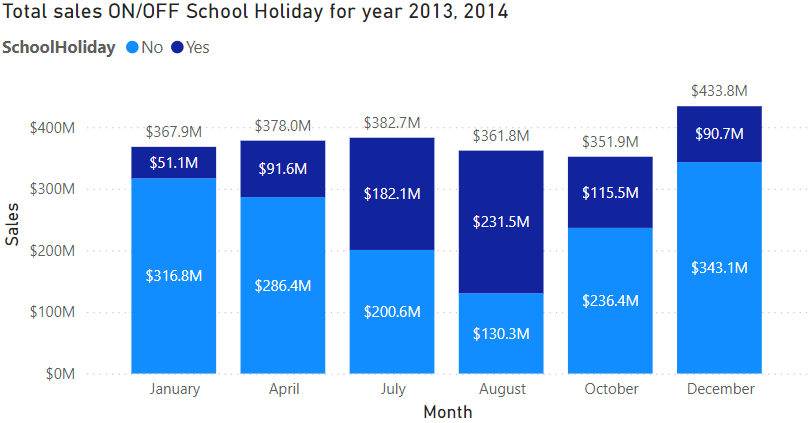 Total sales ON/OFF School Holiday for year 2013, 2014
SchoolHoliday No Yes
$433.8M
$367.9M $378.0M $382.7M $361.8M $351.9M
$400M
$51.1M $91.6M $182.1M $231.5M $115.5M $90.7M
$300M
Sales
$200M
$316.8M $286.4M $200.6M $130.3M $236.4M $343.1M
$100M
$0M
January April July August October December
Month